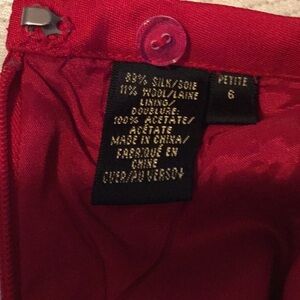 89% SILK/SOIE
11% WOOL/LAINE
LINING/
DOUBLURE:
100% ACETATE/
ACÉTATE
MADE IN CHINA/
FABRIQUÉ EN
CHINE
OVER/AU VERSO→
PETITE
6